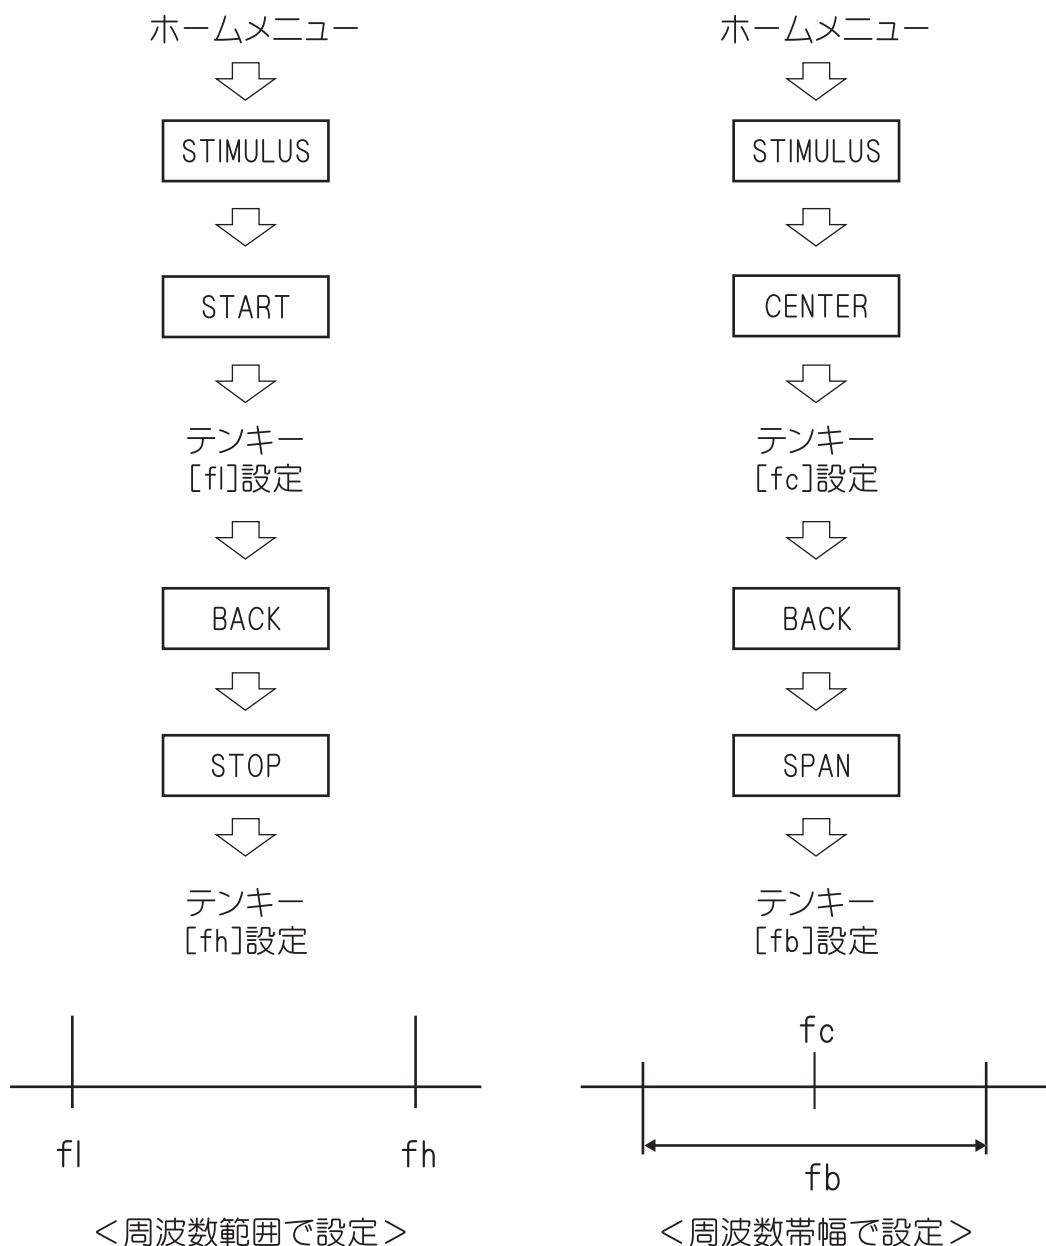 ホームメニュー
STIMULUS
START
テンキー
[fl]設定
BACK
STOP
テンキー
[fh]設定
fl
fh
＜周波数範囲で設定＞
ホームメニュー
STIMULUS
CENTER
テンキー
[fc]設定
BACK
SPAN
テンキー
[fb]設定
fc
fb
＜周波数帯幅で設定＞